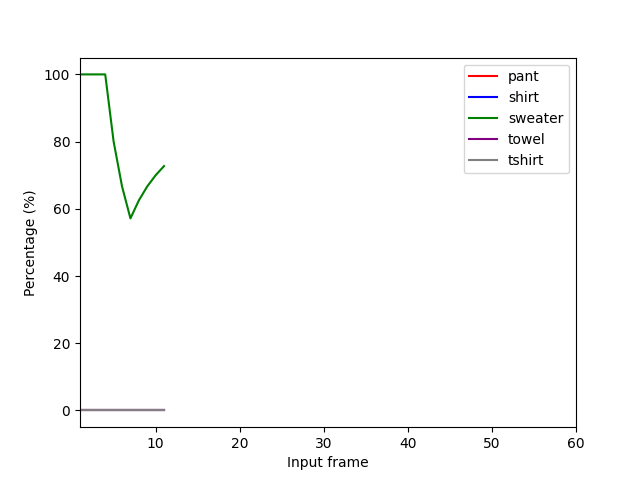 pant
shirt
sweater
towel
tshirt
Percentage (%)
100
80
60
40
20
0
10 20 30 40 50 60
Input frame